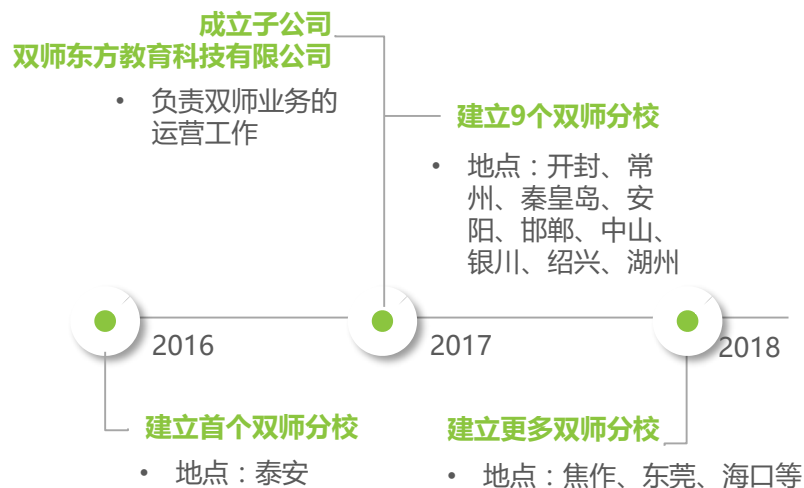 成立子公司
双师东方教育科技有限公司
• 负责双师业务的
运营工作
建立9个双师分校
• 地点：开封、常
州、秦皇岛、安
阳、邯郸、中山、
银川、绍兴、湖州
2016
2017
2018
建立首个双师分校
• 地点：泰安
建立更多双师分校
• 地点：焦作、东莞、海口等